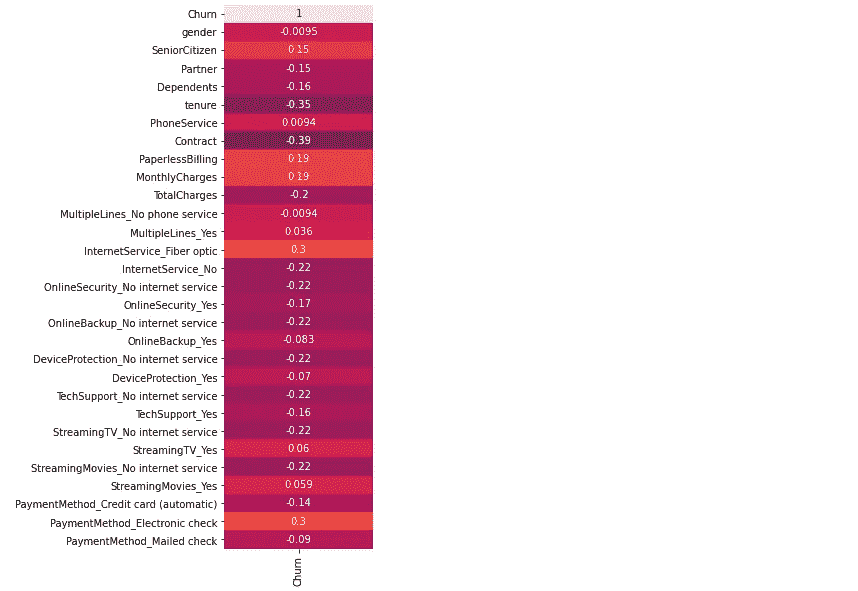 Churn 1
gender -0.0095
SeniorCitizen 0.15
Partner -0.15
Dependents -0.16
tenure -0.35
PhoneService 0.0094
Contract -0.39
PaperlessBilling 0.19
MonthlyCharges 0.19
TotalCharges -0.2
MultipleLines_No phone service -0.0094
MultipleLines_Yes 0.036
InternetService_Fiber optic 0.3
InternetService_No -0.22
OnlineSecurity_No internet service -0.22
OnlineSecurity_Yes -0.17
OnlineBackup_No internet service -0.22
OnlineBackup_Yes -0.083
DeviceProtection_No internet service -0.22
DeviceProtection_Yes -0.07
TechSupport_No internet service -0.22
TechSupport_Yes -0.16
StreamingTV_No internet service -0.22
StreamingTV_Yes 0.06
StreamingMovies_No internet service -0.22
StreamingMovies_Yes 0.059
PaymentMethod_Credit card (automatic) -0.14
PaymentMethod_Electronic check 0.3
PaymentMethod_Mailed check -0.09
Churn